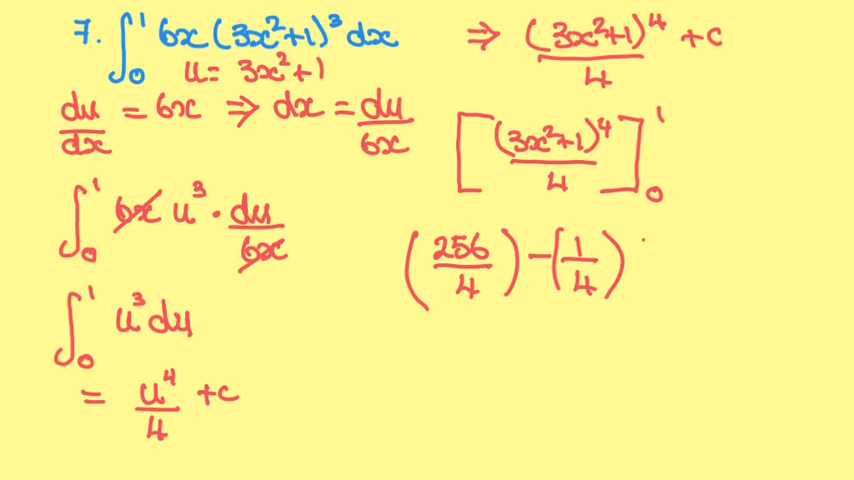 7. ∫₀¹ 6x(3x²+1)³ dx
u = 3x²+1
du/dx = 6x ⇒ dx = du/6x
∫₀¹ 6x u³ · du/6x
∫₀¹ u³ du
= u⁴/4 + c
⇒ (3x²+1)⁴/4 + c
[(3x²+1)⁴/4]₀¹
(256/4) - (1/4)